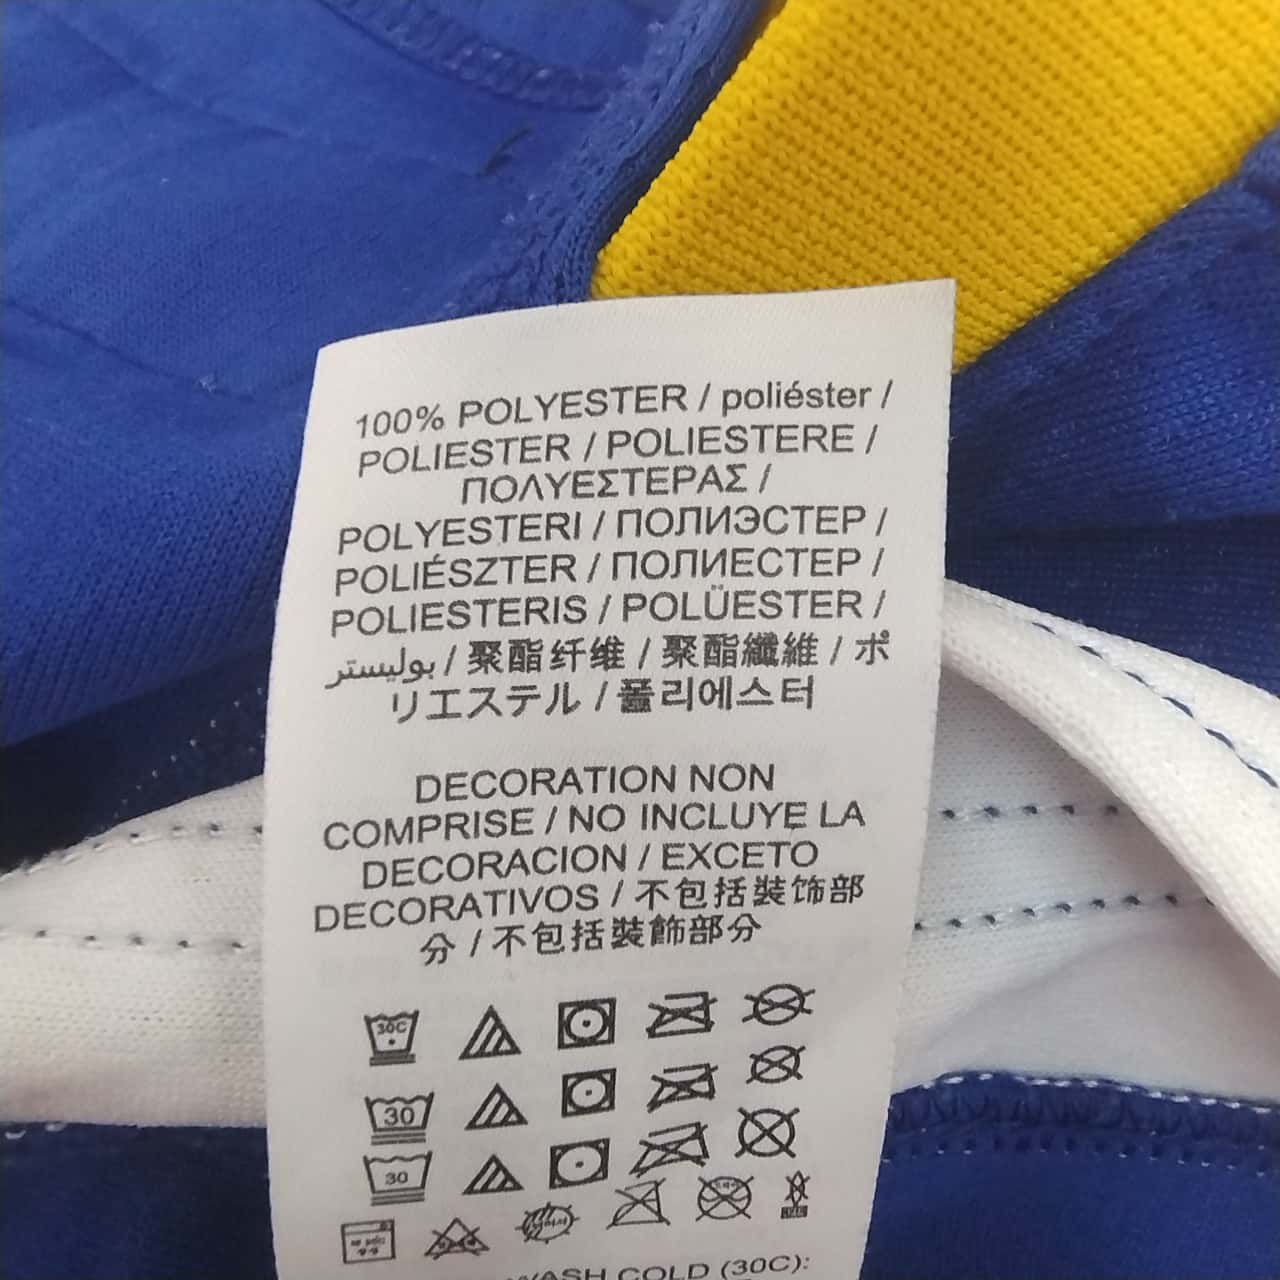 100% POLYESTER / poliéster /
POLIESTER / POLIESTERE /
ΠΟΛΥΕΣΤΕΡΑΣ /
POLYESTERI / ПОЛИЭСТЕР /
POLIÉSZTER / ПОЛИЕСТЕР /
POLIESTERIS / POLÜESTER /
بوليستر / 聚酯纤维 / 聚酯纖維 / ポ
リエステル / 폴리에스터
DECORATION NON
COMPRISE / NO INCLUYE LA
DECORACION / EXCETO
DECORATIVOS / 不包括裝饰部
分 / 不包括裝飾部分
30C
30
30
WASH COLD (30C):